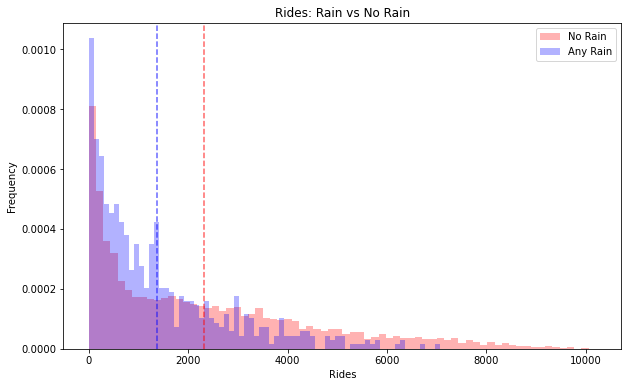 Rides: Rain vs No Rain
No Rain
Any Rain
Frequency
0.0010
0.0008
0.0006
0.0004
0.0002
0.0000
0 2000 4000 6000 8000 10000
Rides